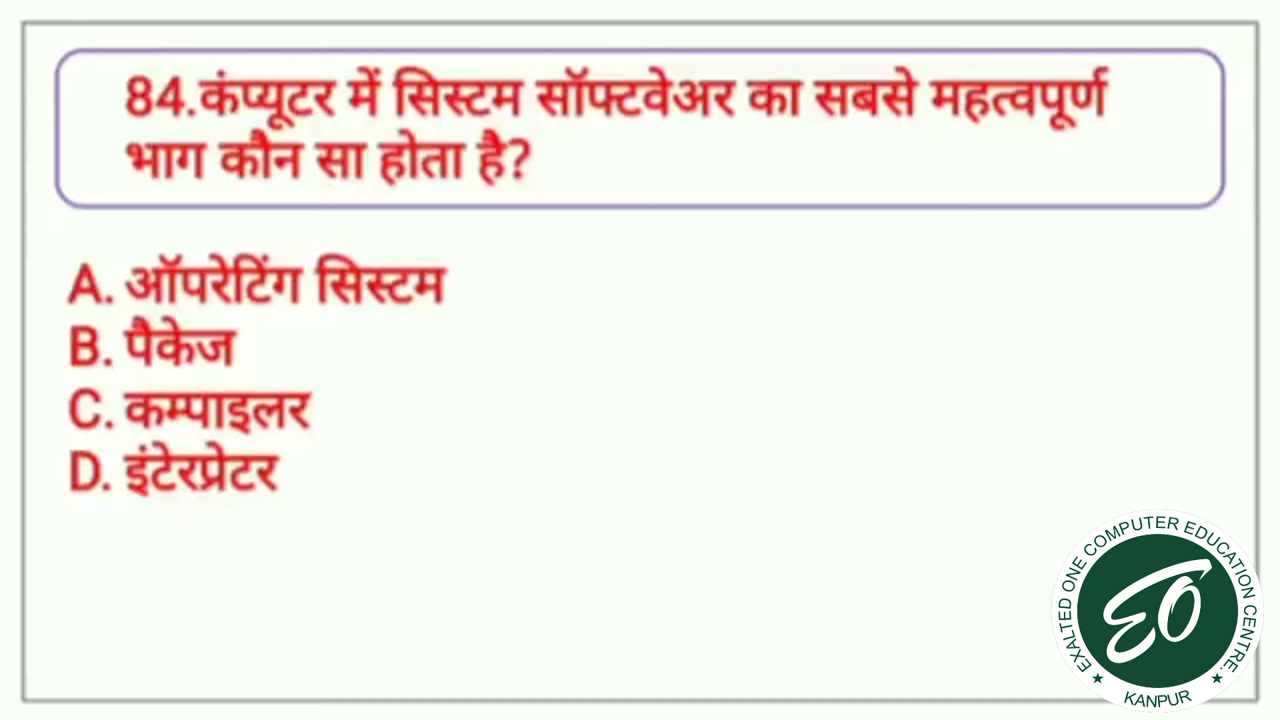 84.कंप्यूटर में सिस्टम सॉफ्टवेअर का सबसे महत्वपूर्ण
भाग कौन सा होता है?
A. ऑपरेटिंग सिस्टम
B. पैकेज
C. कम्पाइलर
D. इंटेरप्रेटर
EXALTED ONE COMPUTER EDUCATION CENTRE.
EO
★ KANPUR ★